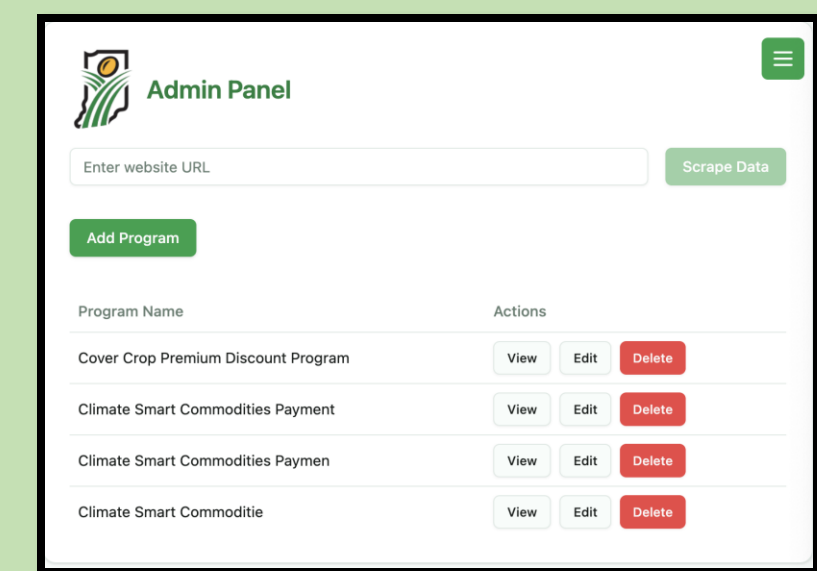 Admin Panel
Enter website URL
Scrape Data
Add Program
Program Name Actions
Cover Crop Premium Discount Program View Edit Delete
Climate Smart Commodities Payment View Edit Delete
Climate Smart Commodities Paymen View Edit Delete
Climate Smart Commoditie View Edit Delete